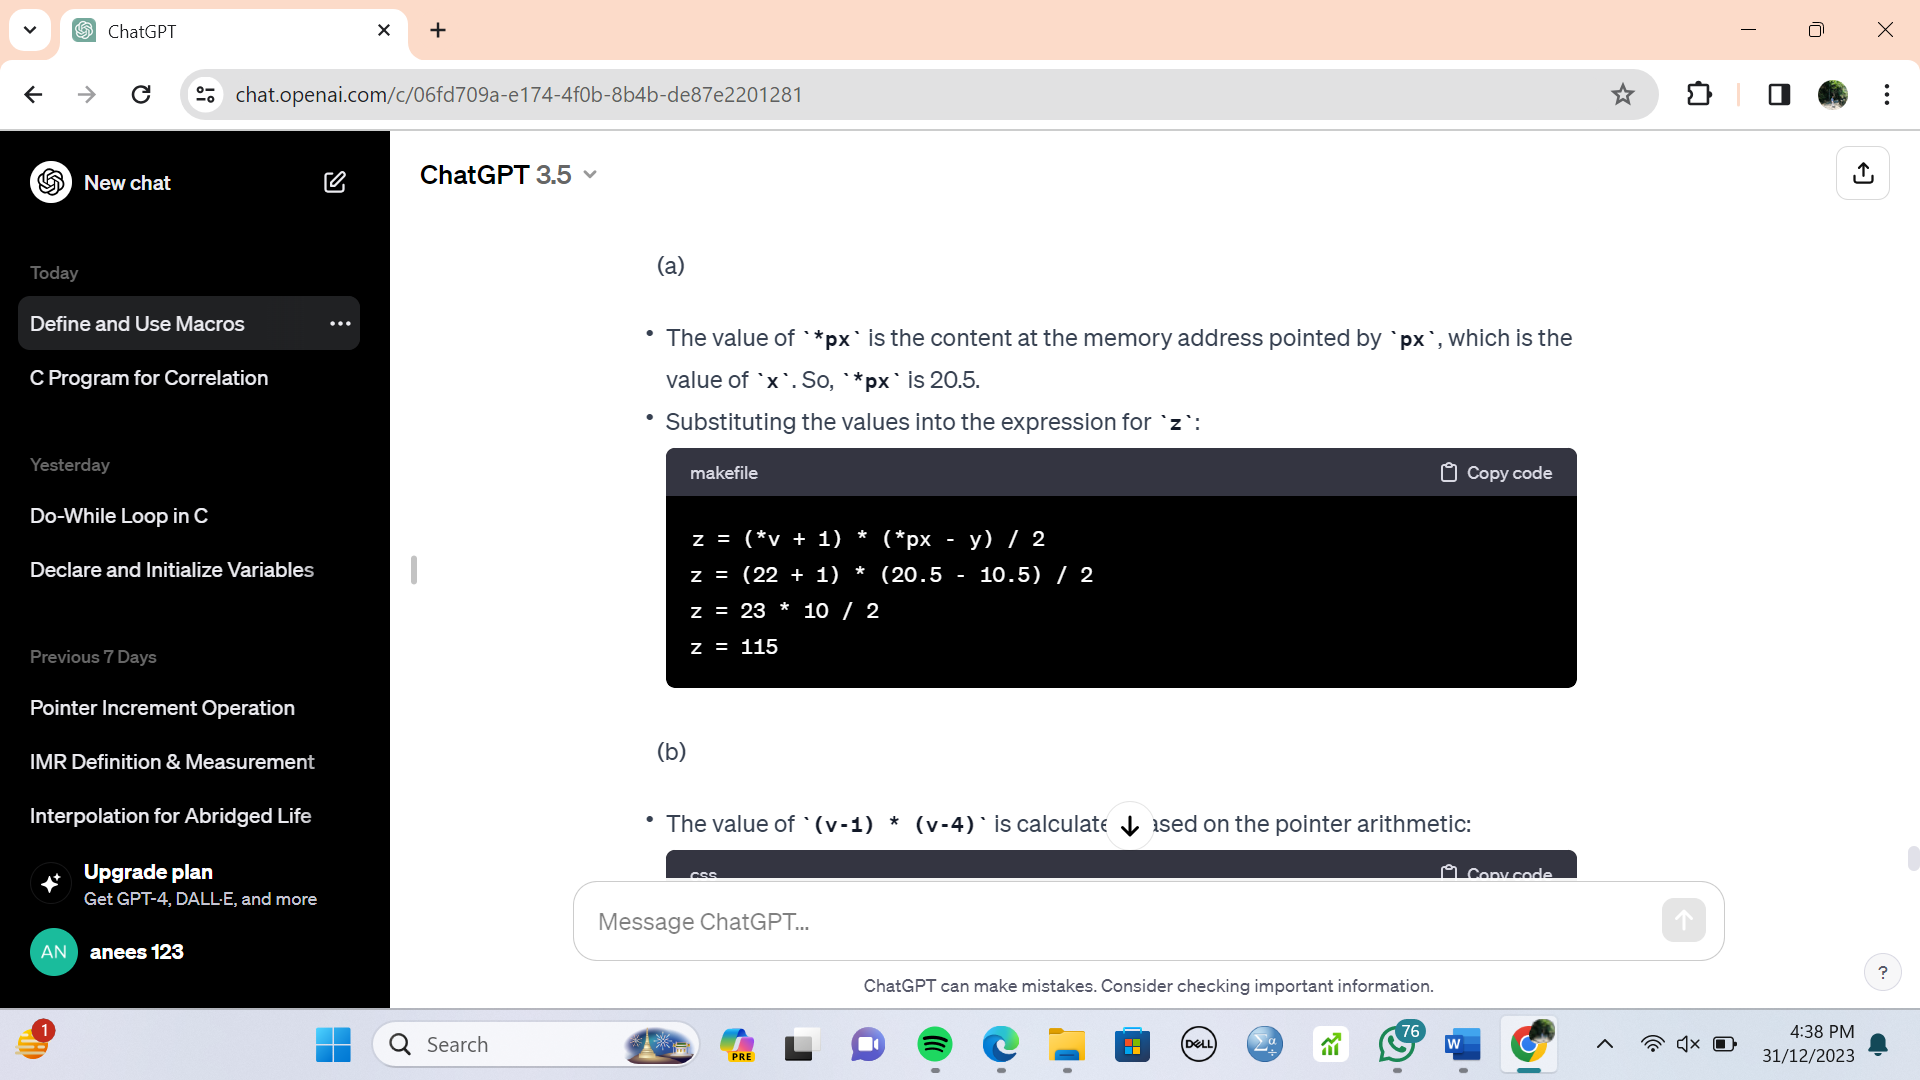 ChatGPT
chat.openai.com/c/06fd709a-e174-4f0b-8b4b-de87e2201281
New chat
Today
Define and Use Macros
C Program for Correlation
Yesterday
Do-While Loop in C
Declare and Initialize Variables
Previous 7 Days
Pointer Increment Operation
IMR Definition & Measurement
Interpolation for Abridged Life
Upgrade plan
Get GPT-4, DALL·E, and more
AN
anees 123
ChatGPT 3.5
(a)
• The value of `*px` is the content at the memory address pointed by `px`, which is the
value of `x`. So, `*px` is 20.5.
• Substituting the values into the expression for `z`:
makefile
Copy code
z = (*v + 1) * (*px - y) / 2
z = (22 + 1) * (20.5 - 10.5) / 2
z = 23 * 10 / 2
z = 115
(b)
• The value of `(v-1) * (v-4)` is calculate ased on the pointer arithmetic:
css
Copy code
Message ChatGPT...
ChatGPT can make mistakes. Consider checking important information.
?
1
Search
PRE
DELL
Σα
76
W
4:38 PM
31/12/2023